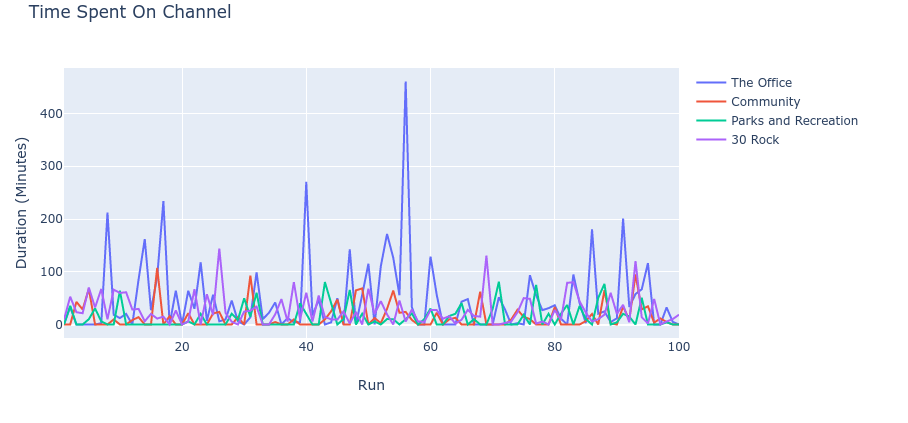 Time Spent On Channel
The Office
Community
Parks and Recreation
30 Rock
Duration (Minutes)
400
300
200
100
0
20
40
60
80
100
Run